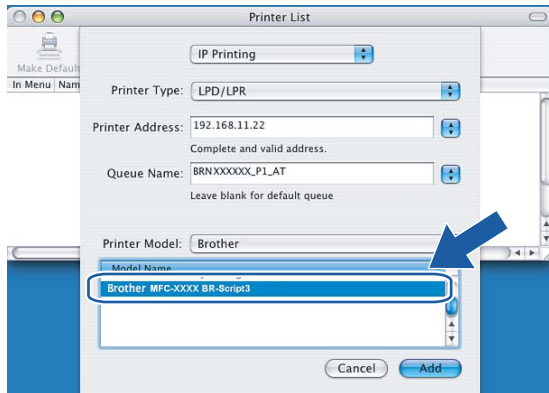 Printer List
Make Default
IP Printing
In Menu Nam
Printer Type: LPD/LPR
Printer Address: 192.168.11.22
Complete and valid address.
Queue Name: BRNXXXXXX_P1_AT
Leave blank for default queue
Printer Model: Brother
Model Name
Brother MFC-XXXX BR-Script3
Cancel Add